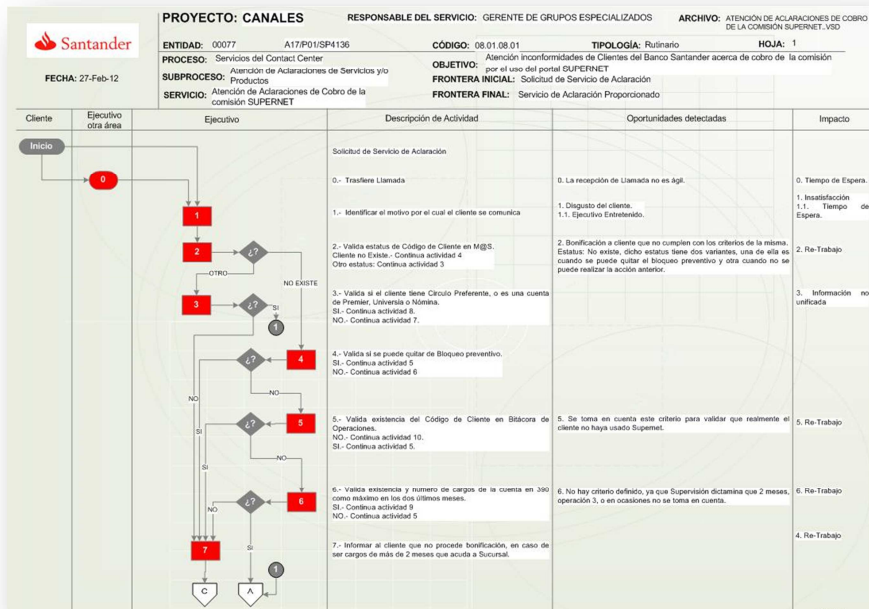 PROYECTO: CANALES
RESPONSABLE DEL SERVICIO: GERENTE DE GRUPOS ESPECIALIZADOS
ARCHIVO: ATENCIÓN DE ACLARACIONES DE COBRO
DE LA COMISIÓN SUPERNET_VSD
Santander
FECHA: 27-Feb-12
ENTIDAD: 00077 A17/P01/SP4136
CÓDIGO: 08.01.08.01
TIPOLOGÍA: Rutinario
HOJA: 1
PROCESO: Servicios del Contact Center
SUBPROCESO: Atención de Aclaraciones de Servicios y/o
Productos
SERVICIO: Atención de Aclaraciones de Cobro de la
comisión SUPERNET
OBJETIVO: Atención inconformidades de Clientes del Banco Santander acerca de cobro de la comisión
por el uso del portal SUPERNET
FRONTERA INICIAL: Solicitud de Servicio de Aclaración
FRONTERA FINAL: Servicio de Aclaración Proporcionado
Cliente
Ejecutivo
otra área
Ejecutivo
Descripción de Actividad
Oportunidades detectadas
Impacto
Inicio
Solicitud de Servicio de Aclaración
0
0.- Trasfiere Llamada
0. La recepción de Llamada no es ágil.
0. Tiempo de Espera.
1
1.- Identificar el motivo por el cual el cliente se comunica
1. Disgusto del cliente.
1.1. Ejecutivo Entretenido.
1. Insatisfacción
1.1. Tiempo de
Espera.
2
¿?
OTRO
NO EXISTE
2.- Valida estatus de Código de Cliente en M@S.
Cliente no Existe.- Continua actividad 4
Otro estatus: Continua actividad 3
2. Bonificación a cliente que no cumplen con los criterios de la misma.
Estatus: No existe, dicho estatus tiene dos variantes, una de ella es
cuando se puede quitar el bloqueo preventivo y otra cuando no se
puede realizar la acción anterior.
2. Re-Trabajo
3
¿?
SI
1
3.- Valida si el cliente tiene Círculo Preferente, o es una cuenta
de Premier, Universia o Nómina.
SI.- Continua actividad 8.
NO.- Continua actividad 7.
3. Información no
unificada
¿?
4
NO
NO
4.- Valida si se puede quitar de Bloqueo preventivo.
SI.- Continua actividad 5
NO.- Continua actividad 6
¿?
5
SI
NO
SI
5.- Valida existencia del Código de Cliente en Bitácora de
Operaciones.
NO.- Continua actividad 10.
SI.- Continua actividad 5.
5. Se toma en cuenta este criterio para validar que realmente el
cliente no haya usado Supernet.
5. Re-Trabajo
¿?
6
NO
6.- Valida existencia y número de cargos de la cuenta en 390
como máximo en los dos últimos meses.
SI.- Continua actividad 9
NO.- Continua actividad 5
6. No hay criterio definido, ya que Supervisión dictamina que 2 meses,
operación 3, o en ocasiones no se toma en cuenta.
6. Re-Trabajo
7
SI
7.- Informar al cliente que no procede bonificación, en caso de
ser cargos de más de 2 meses que acuda a Sucursal.
4. Re-Trabajo
1
C
A